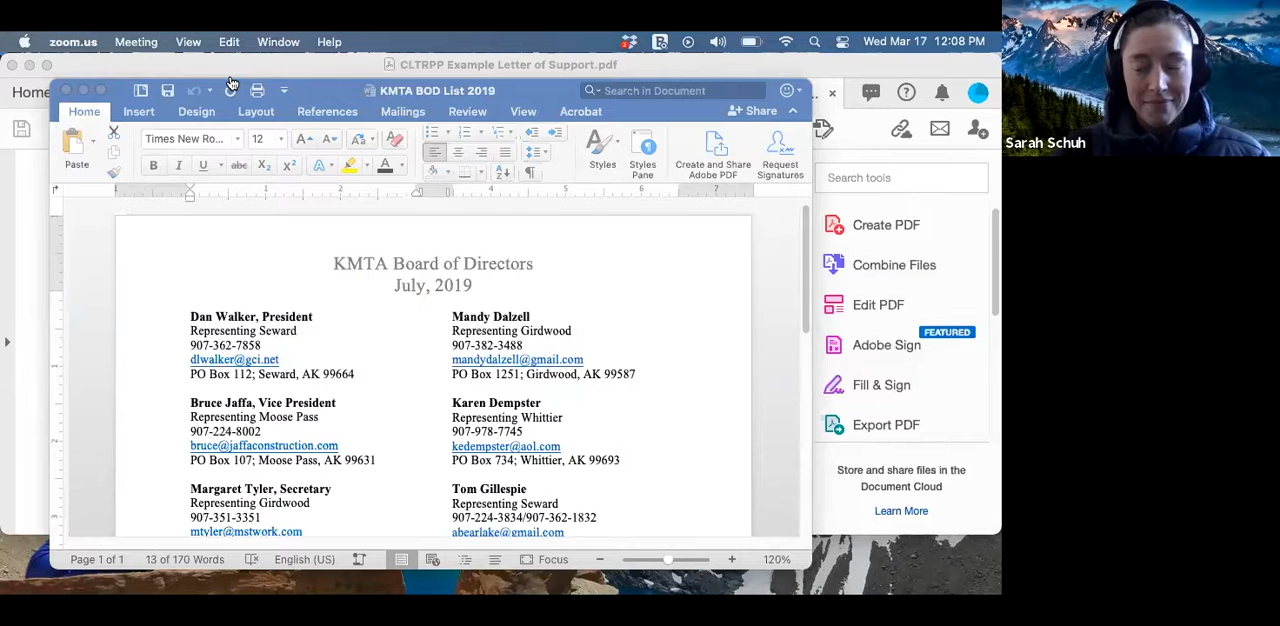 zoom.us Meeting View Edit Window Help Wed Mar 17 12:08 PM
CLTRPP Example Letter of Support.pdf
Home
KMTA BOD List 2019
Search in Document
Home Insert Design Layout References Mailings Review View Acrobat Share
Times New Ro... 12
Paste
Styles
Styles Pane
Create and Share Adobe PDF
Request Signatures
Search tools
Create PDF
Combine Files
Edit PDF
FEATURED
Adobe Sign
Fill & Sign
Export PDF
Store and share files in the
Document Cloud
Learn More
KMTA Board of Directors
July, 2019
Dan Walker, President
Representing Seward
907-362-7858
dlwalker@gci.net
PO Box 112; Seward, AK 99664
Bruce Jaffa, Vice President
Representing Moose Pass
907-224-8002
bruce@jaffaconstruction.com
PO Box 107; Moose Pass, AK 99631
Margaret Tyler, Secretary
Representing Girdwood
907-351-3351
mtyler@mstwork.com
Mandy Dalzell
Representing Girdwood
907-382-3488
mandydalzell@gmail.com
PO Box 1251; Girdwood, AK 99587
Karen Dempster
Representing Whittier
907-978-7745
kedempster@aol.com
PO Box 734; Whittier, AK 99693
Tom Gillespie
Representing Seward
907-224-3834/907-362-1832
abearlake@gmail.com
Page 1 of 1 13 of 170 Words English (US) Focus 120%
Sarah Schuh